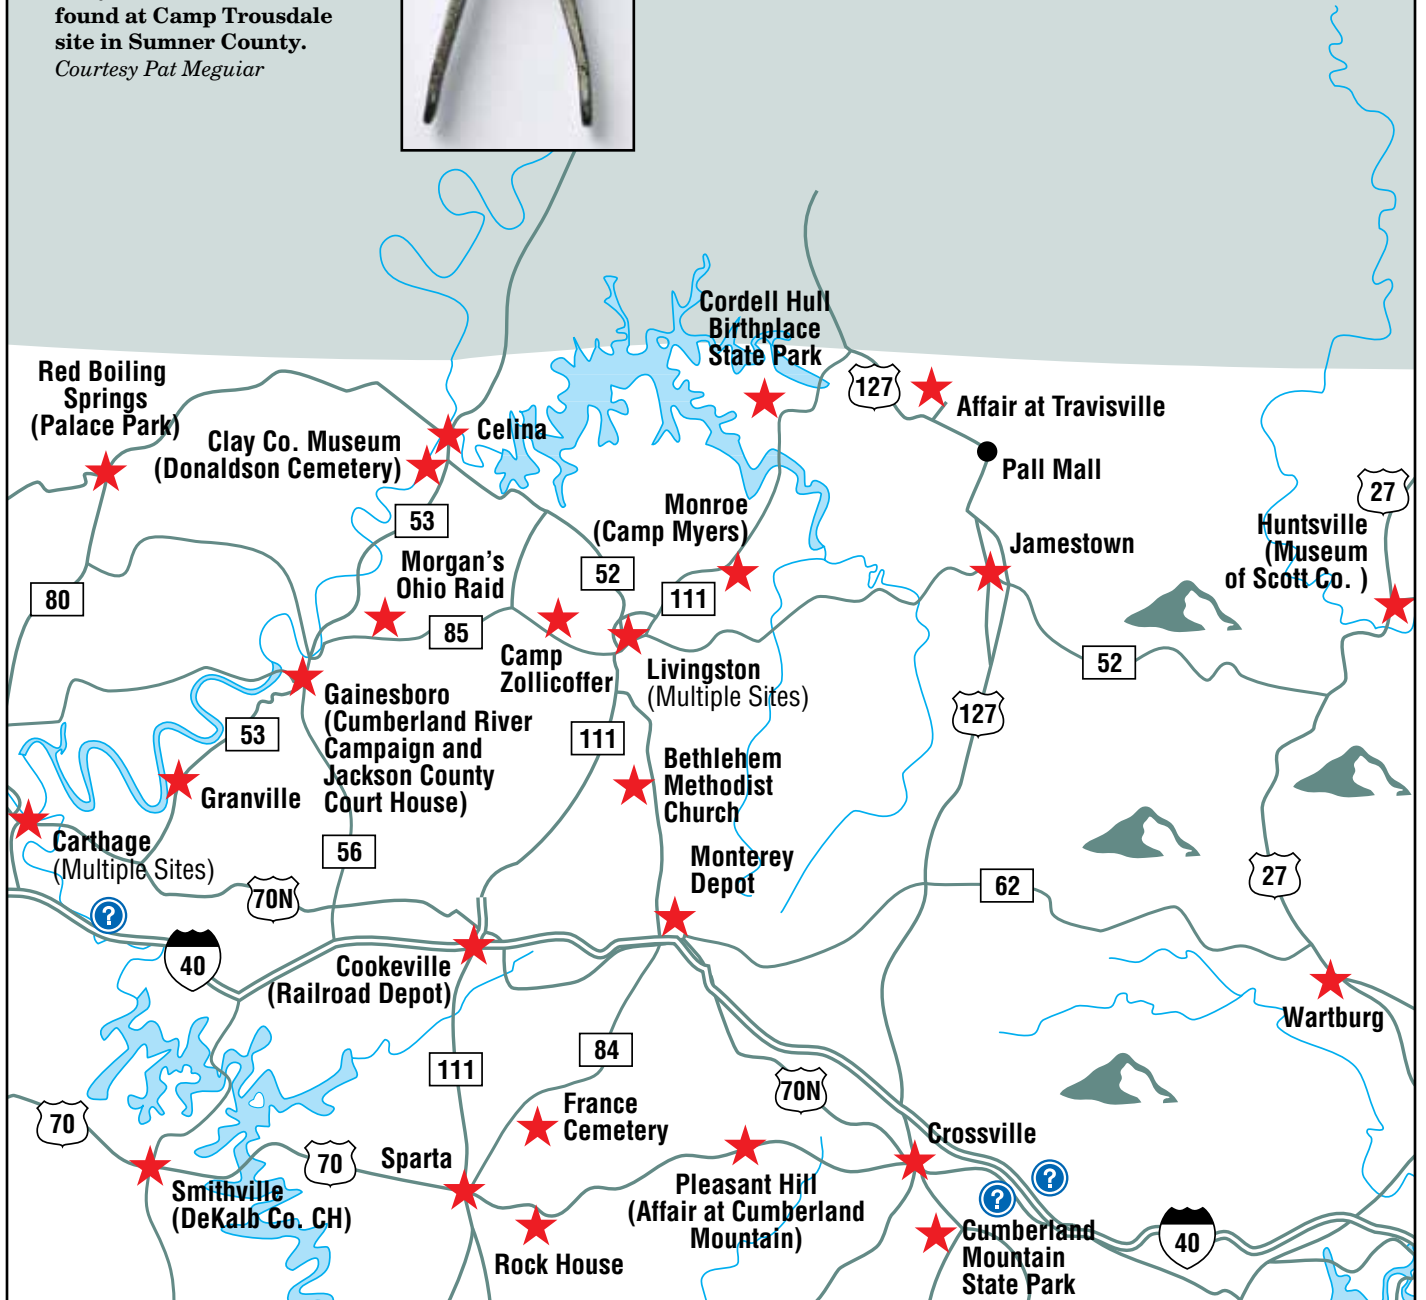 found at Camp Trousdale
site in Sumner County.
Courtesy Pat Meguiar
Cordell Hull
Birthplace
State Park
Red Boiling
Springs
(Palace Park)
127
Affair at Travisville
Clay Co. Museum
(Donaldson Cemetery)
Celina
Pall Mall
27
53
Monroe
(Camp Myers)
Huntsville
(Museum
of Scott Co. )
Jamestown
Morgan's
Ohio Raid
52
111
80
85
Camp
Zollicoffer
Livingston
(Multiple Sites)
52
Gainesboro
(Cumberland River
Campaign and
Jackson County
Court House)
53
111
127
Bethlehem
Methodist
Church
Granville
Carthage
(Multiple Sites)
56
Monterey
Depot
62
27
70N
?
40
Cookeville
(Railroad Depot)
Wartburg
84
111
70N
France
Cemetery
70
Crossville
70
Sparta
Smithville
(DeKalb Co. CH)
Pleasant Hill
(Affair at Cumberland
Mountain)
?
?
Cumberland
Mountain
State Park
40
Rock House